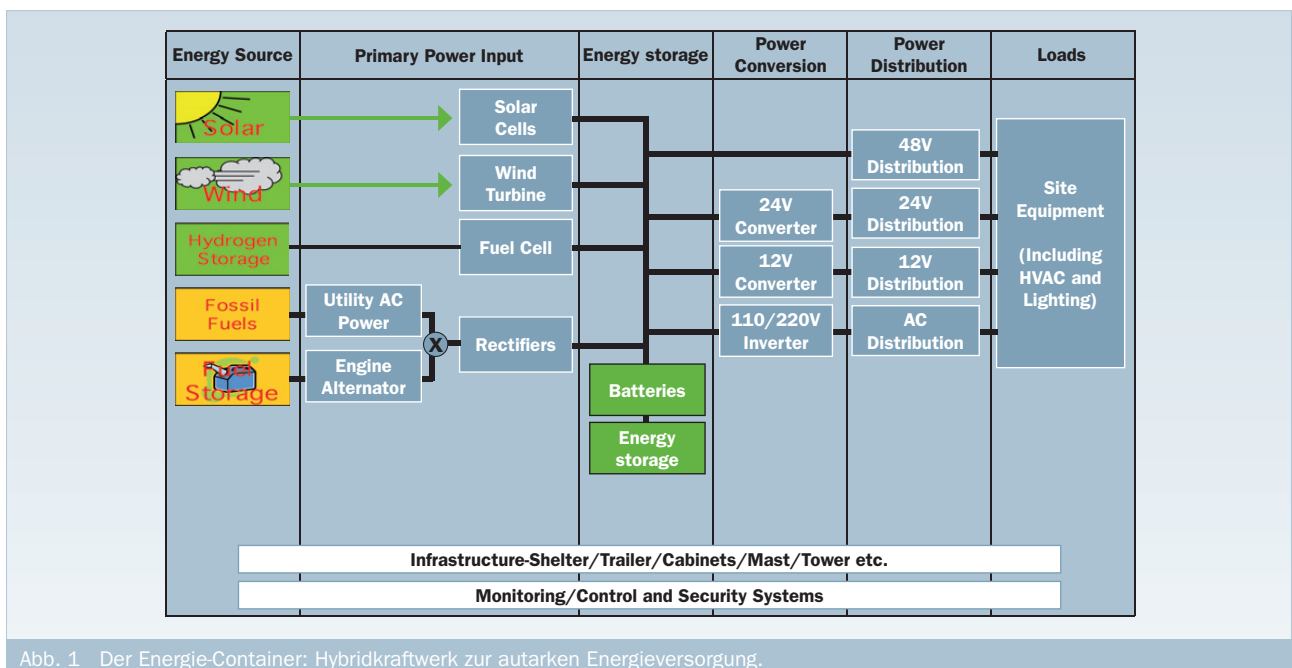 Energy Source
Primary Power Input
Energy storage
Power
Conversion
Power
Distribution
Loads
Solar
Solar
Cells
Wind
Wind
Turbine
Hydrogen
Storage
Fuel Cell
Fossil
Fuels
Utility AC
Power
X
Rectifiers
Fuel
Storage
Engine
Alternator
Batteries
Energy
storage
24V
Converter
12V
Converter
110/220V
Inverter
48V
Distribution
24V
Distribution
12V
Distribution
AC
Distribution
Site
Equipment
(Including
HVAC and
Lighting)
Infrastructure-Shelter/Trailer/Cabinets/Mast/Tower etc.
Monitoring/Control and Security Systems
Abb. 1 Der Energie-Container: Hybridkraftwerk zur autarken Energieversorgung.